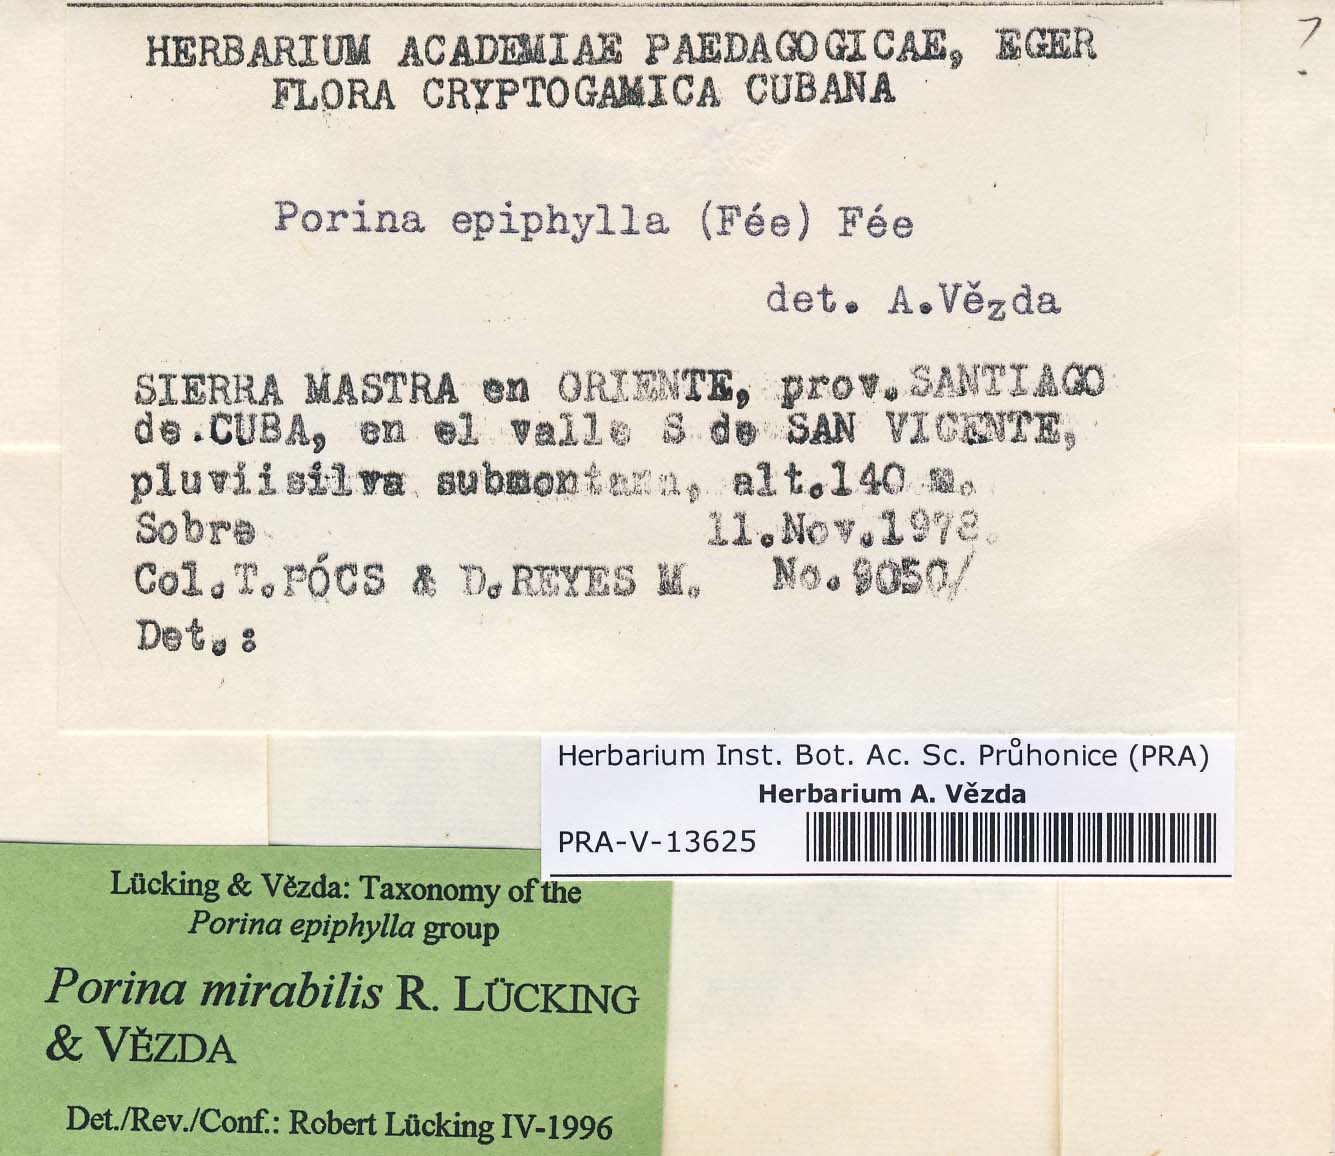 HERBARIUM ACADEMIAE PAEDAGOGICAE, EGER
FLORA CRYPTOGAMICA CUBANA
Porina epiphylla (Fée) Fée
det. A.Vězda
SIERRA MASTRA en ORIENTE, prov.SANTIAGO
de.CUBA, en el valle S de SAN VICENTE,
pluviisilva submontana, alt.140 m.
Sobre 11.Nov.1978.
Col.T.PÓCS & D.REYES M. No.9050/
Det.:
Herbarium Inst. Bot. Ac. Sc. Průhonice (PRA)
Herbarium A. Vězda
PRA-V-13625
Lücking & Vězda: Taxonomy of the
Porina epiphylla group
Porina mirabilis R. LÜCKING
& VĚZDA
Det./Rev./Conf.: Robert Lücking IV-1996